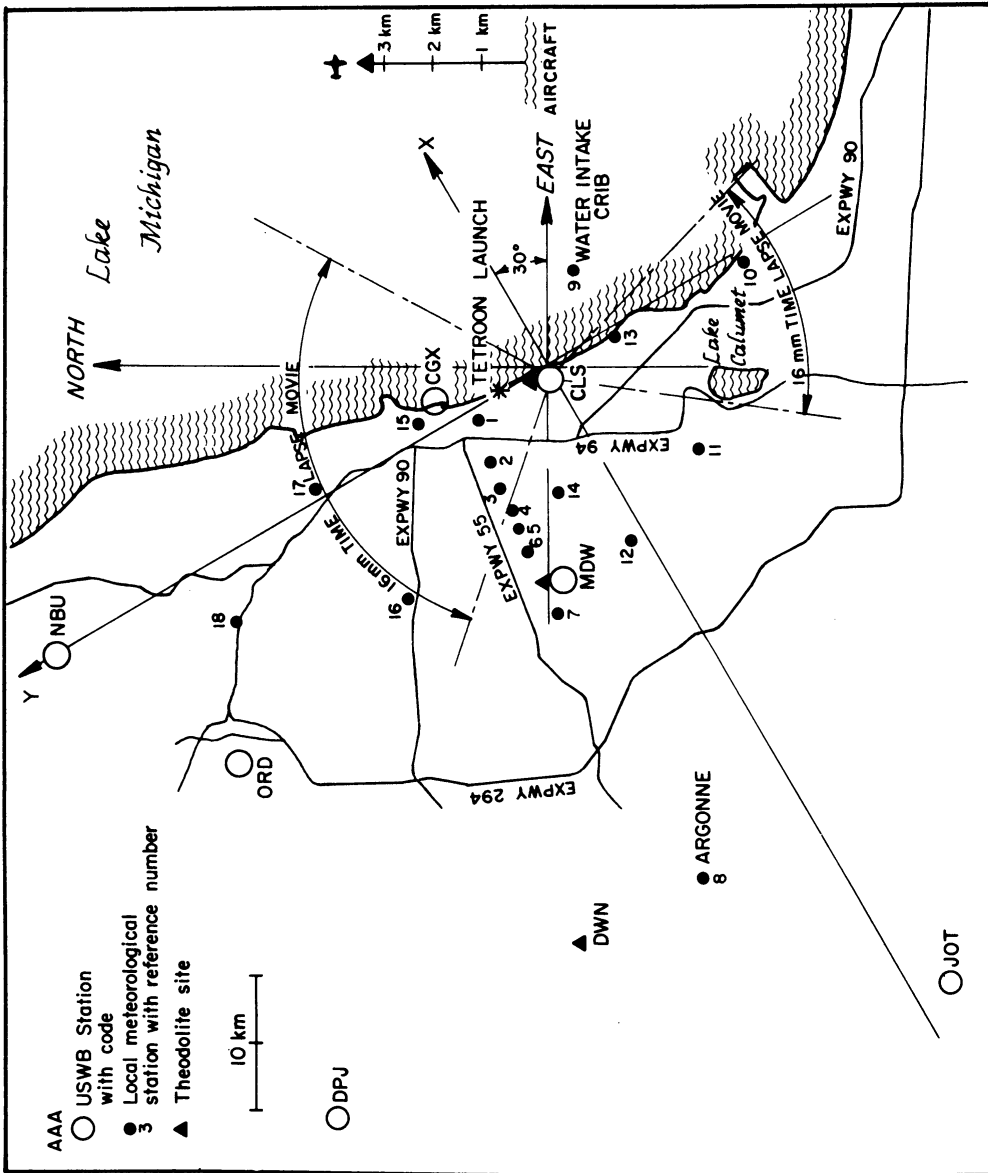 AAA
USWB Station
with code
Local meteorological
3 station with reference number
Theodolite site
10 km
DPJ
DWN
JOT
ARGONNE
8
ORD
NBU
Y
18
17
16
15
NORTH
Lake
Michigan
16mm TIME LAPSE MOVIE
CGX
TETROON LAUNCH
X
30°
EAST
EXPWY 90
EXPWY 55
EXPWY 294
EXPWY 94
1
2
3
4
5
6
7
MDW
14
12
11
CLS
13
9
WATER INTAKE
CRIB
10
Lake
Calumet
16mm TIME LAPSE MOVIE
EXPWY 90
3 km
2 km
1 km
AIRCRAFT